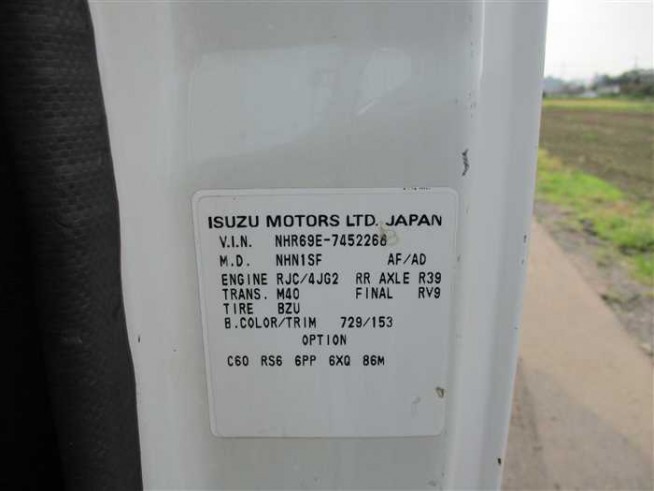 ISUZU MOTORS LTD. JAPAN
V.I.N. NHR69E-7452268
M.D. NHN1SF AF/AD
ENGINE RJC/4JG2 RR AXLE R39
TRANS. M40 FINAL RV9
TIRE BZU
B.COLOR/TRIM 729/153
OPTION
C60 RS6 6PP 6XQ 86M